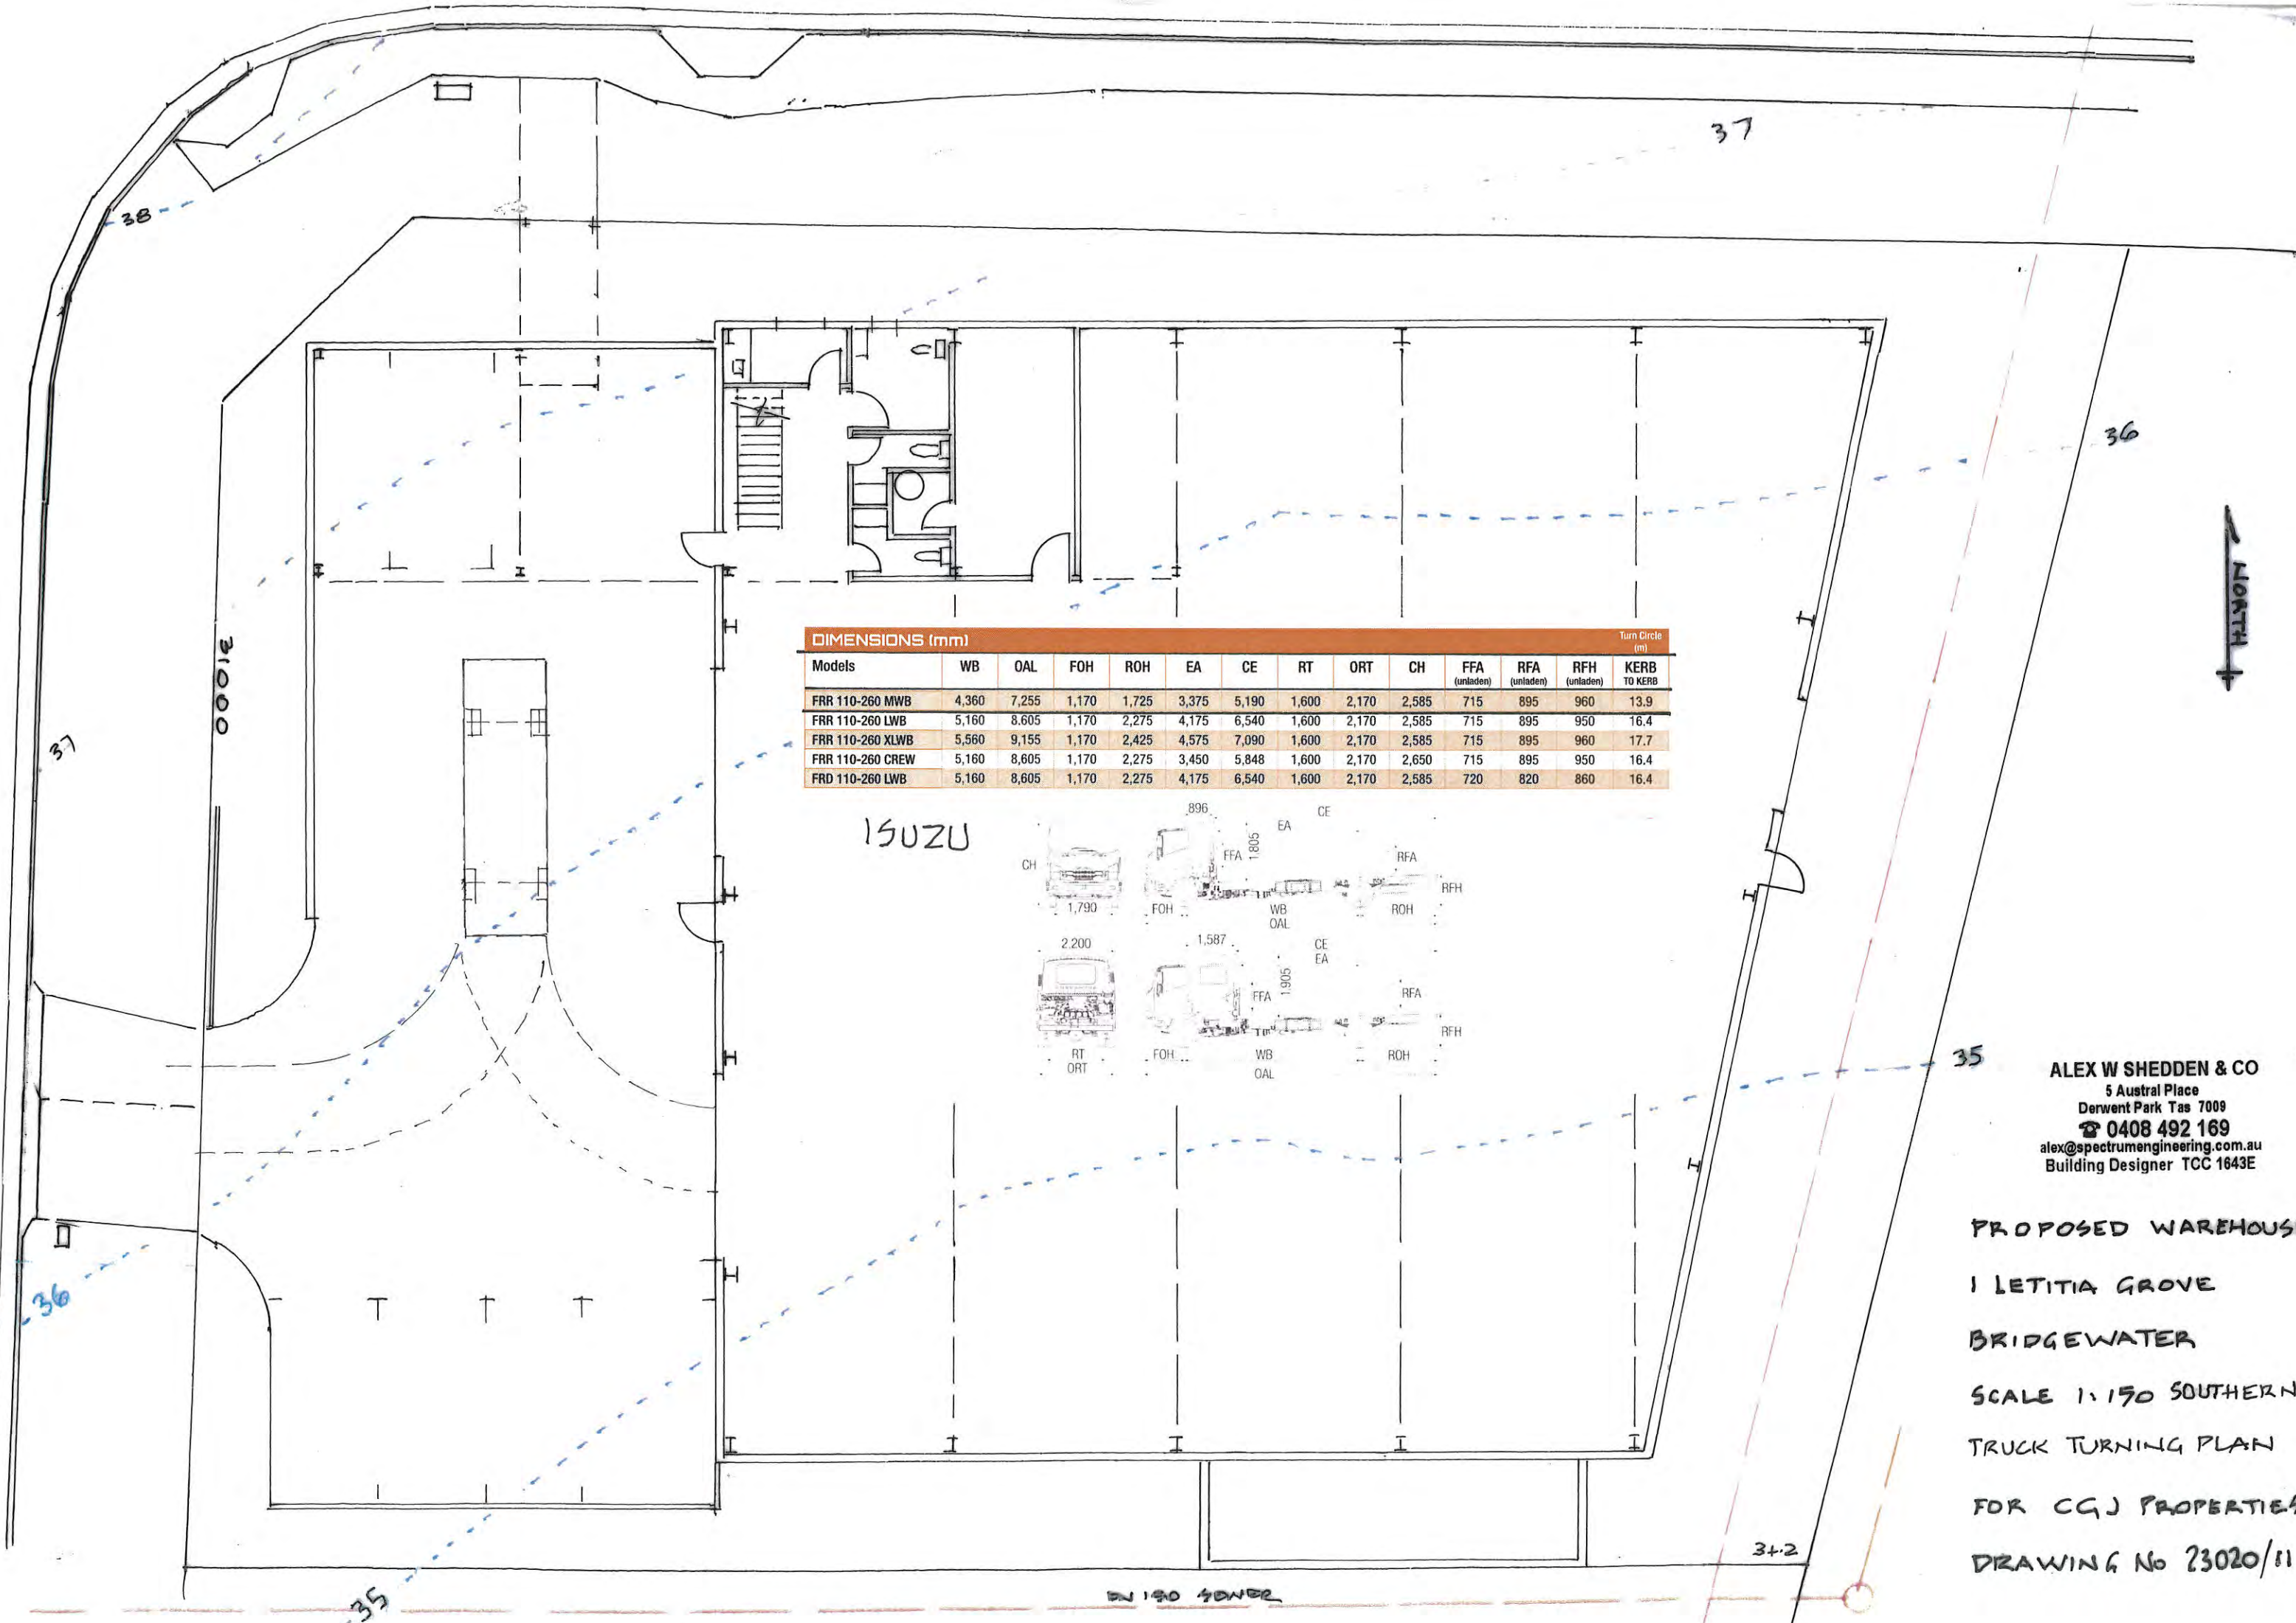 37
38
36
31000
NORTH
DIMENSIONS (mm) Turn Circle (m)
Models WB OAL FOH ROH EA CE RT ORT CH FFA (unladen) RFA (unladen) RFH (unladen) KERB TO KERB
FRR 110-260 MWB 4,360 7,255 1,170 1,725 3,375 5,190 1,600 2,170 2,585 715 895 960 13.9
FRR 110-260 LWB 5,160 8.605 1,170 2,275 4,175 6,540 1,600 2,170 2,585 715 895 950 16.4
FRR 110-260 XLWB 5,560 9,155 1,170 2,425 4,575 7,090 1,600 2,170 2,585 715 895 960 17.7
FRR 110-260 CREW 5,160 8,605 1,170 2,275 3,450 5,848 1,600 2,170 2,650 715 895 950 16.4
FRD 110-260 LWB 5,160 8,605 1,170 2,275 4,175 6,540 1,600 2,170 2,585 720 820 860 16.4
37
ISUZU
896 CE
EA
1.805
CH FFA RFA
RFH
1,790 FOH WB ROH
OAL
2.200 1,587 CE
EA
1.905
FFA RFA
RFH
RT FOH WB ROH
ORT OAL
35
ALEX W SHEDDEN & CO
5 Austral Place
Derwent Park Tas 7009
☎ 0408 492 169
alex@spectrumengineering.com.au
Building Designer TCC 1643E
PROPOSED WAREHOUS
1 LETITIA GROVE
BRIDGEWATER
SCALE 1:150 SOUTHERN
TRUCK TURNING PLAN
FOR CGJ PROPERTIES
DRAWING No 23020/11
36
34.2
35
DN 150 SEWER